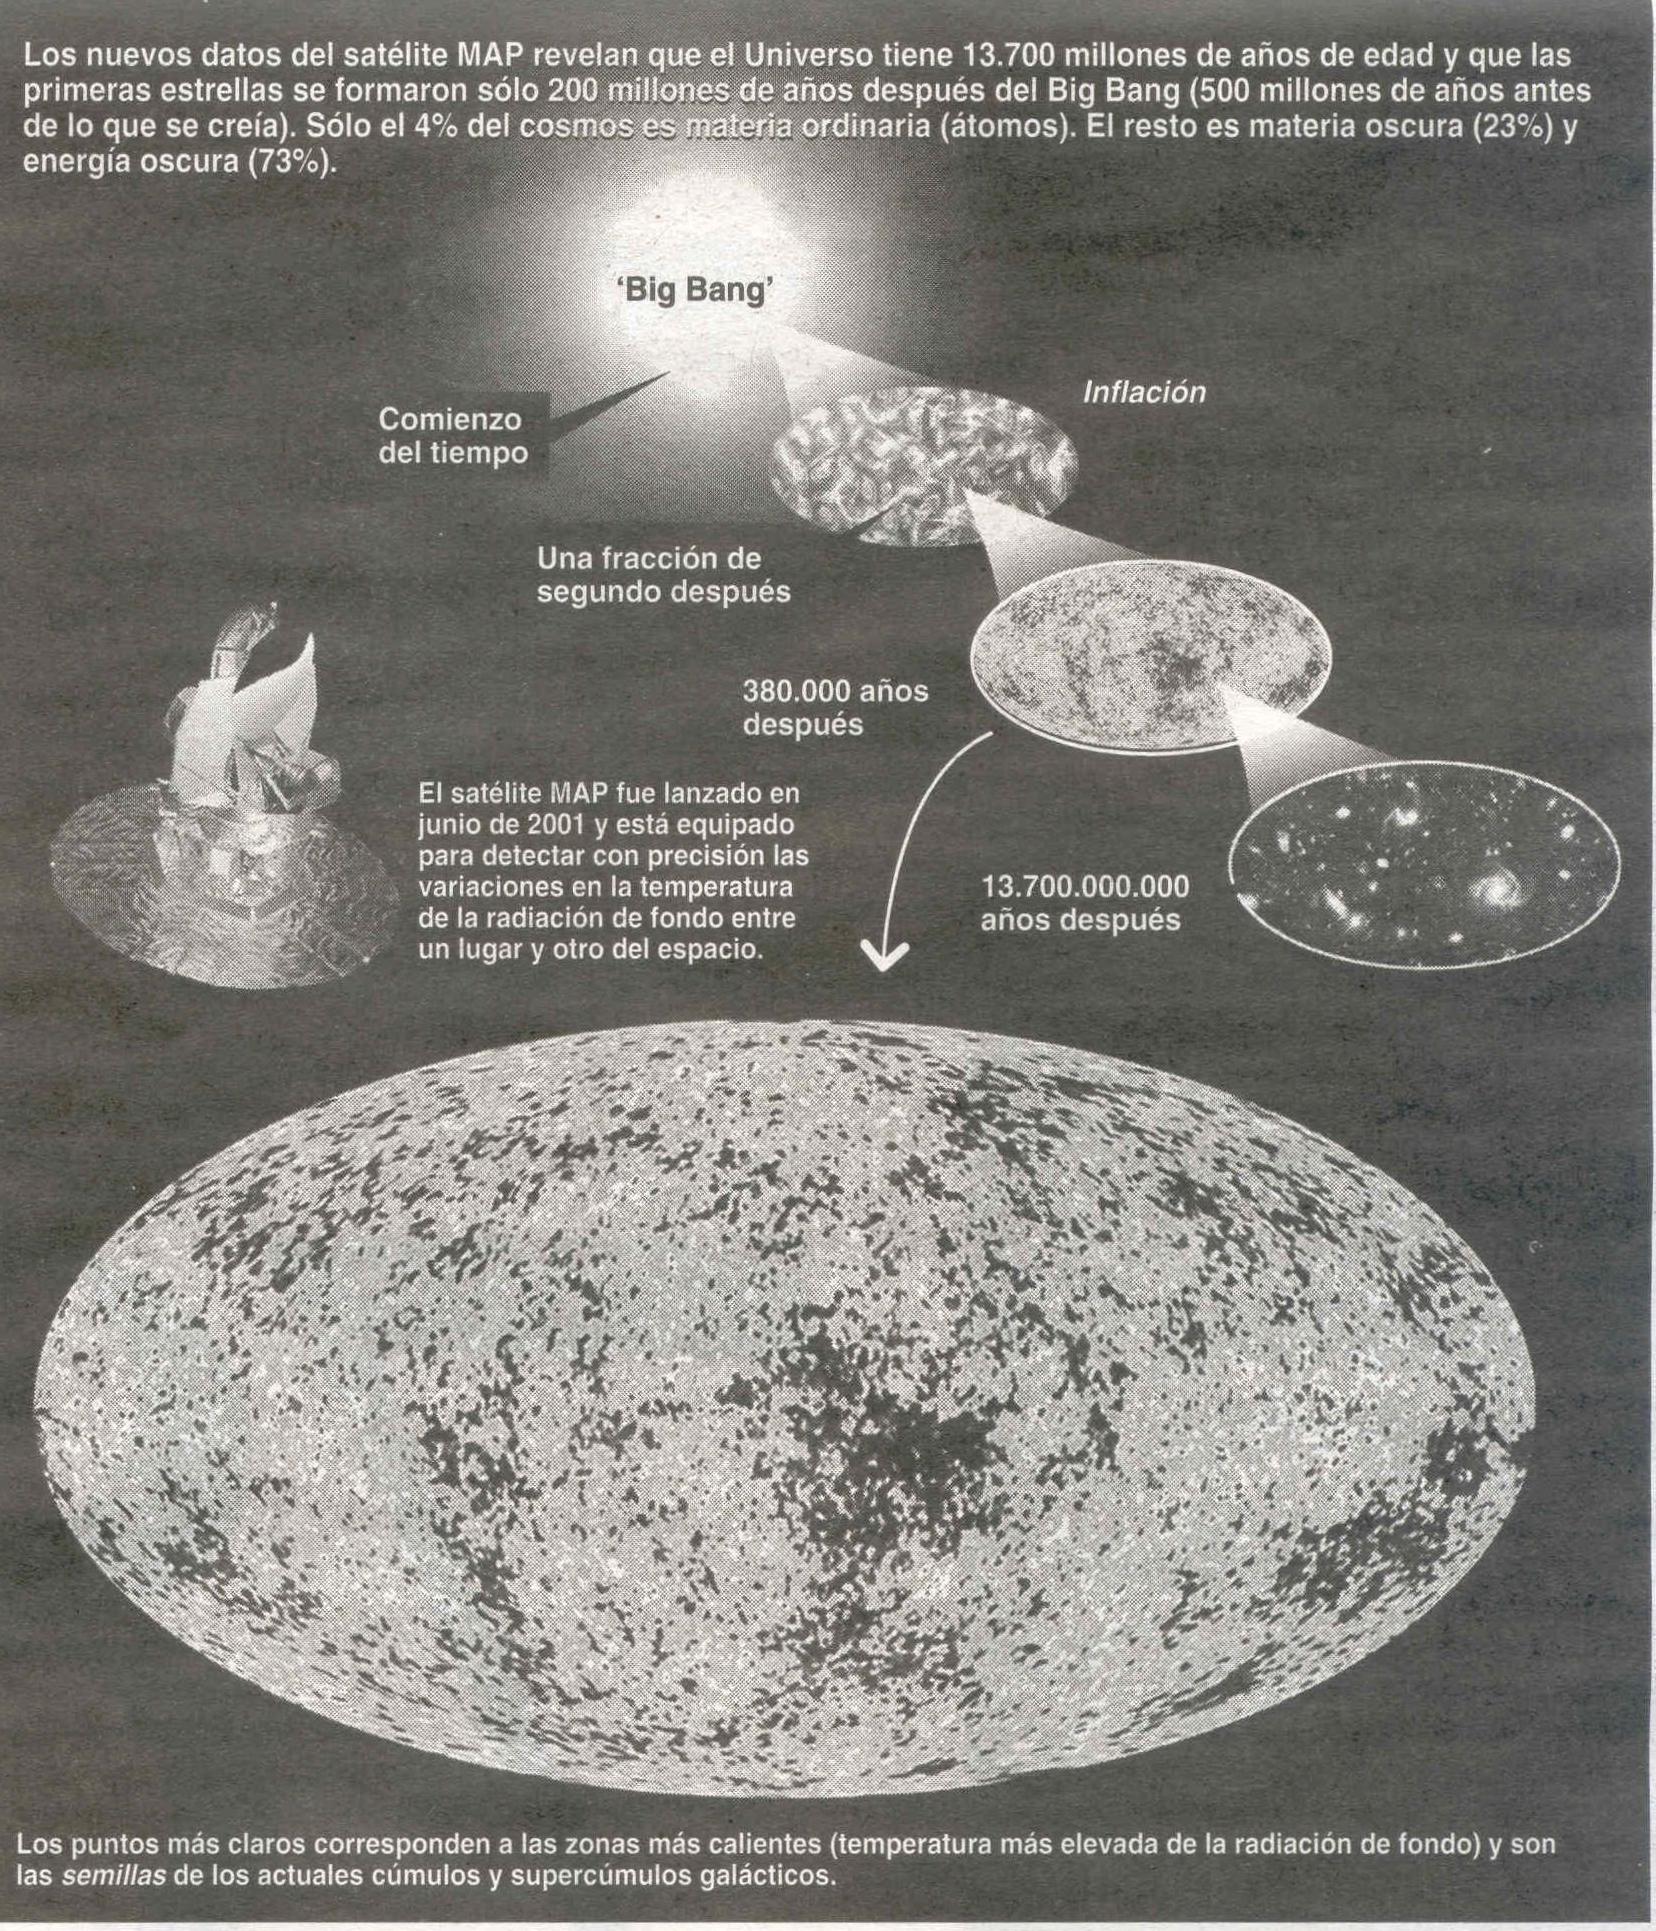 Los nuevos datos del satélite MAP revelan que el Universo tiene 13.700 millones de años de edad y que las
primeras estrellas se formaron sólo 200 millones de años después del Big Bang (500 millones de años antes
de lo que se creía). Sólo el 4% del cosmos es materia ordinaria (átomos). El resto es materia oscura (23%) y
energía oscura (73%).
‘Big Bang’
Inflación
Comienzo
del tiempo
Una fracción de
segundo después
380.000 años
después
El satélite MAP fue lanzado en
junio de 2001 y está equipado
para detectar con precisión las
variaciones en la temperatura
de la radiación de fondo entre
un lugar y otro del espacio.
13.700.000.000
años después
Los puntos más claros corresponden a las zonas más calientes (temperatura más elevada de la radiación de fondo) y son
las semillas de los actuales cúmulos y supercúmulos galácticos.